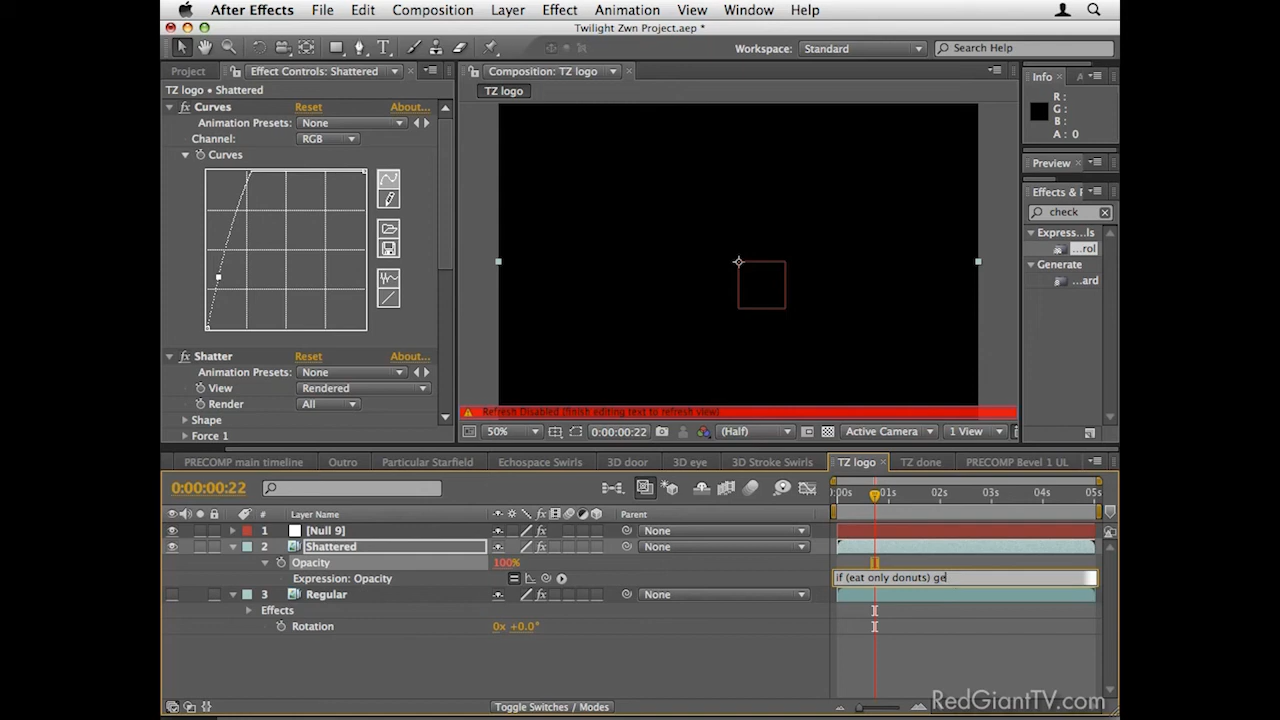 After Effects File Edit Composition Layer Effect Animation View Window Help
Twilight Zwn Project.aep *
Workspace: Standard Search Help
Project Effect Controls: Shattered Composition: TZ logo Info A
TZ logo • Shattered TZ logo
R :
G :
B :
A : 0
fx Curves Reset About...
Animation Presets: None
Channel: RGB
Curves
Preview
Effects & F
check
Express...ls
...rol
Generate
...ard
fx Shatter Reset About...
Animation Presets: None
View Rendered
Render All
Shape
Force 1
Refresh Disabled (finish editing text to refresh view)
50% 0:00:00:22 (Half) Active Camera 1 View
PRECOMP main timeline Outro Particular Starfield Echospace Swirls 3D door 3D eye 3D Stroke Swirls TZ logo TZ done PRECOMP Bevel 1 UL
0:00:00:22 :00s 01s 02s 03s 04s 05s
# Layer Name Parent
1 [Null 9] fx None
2 Shattered fx None
Opacity 100%
Expression: Opacity if (eat only donuts) ge
3 Regular fx None
Effects
Rotation 0x +0.0°
Toggle Switches / Modes
RedGiantTV.com